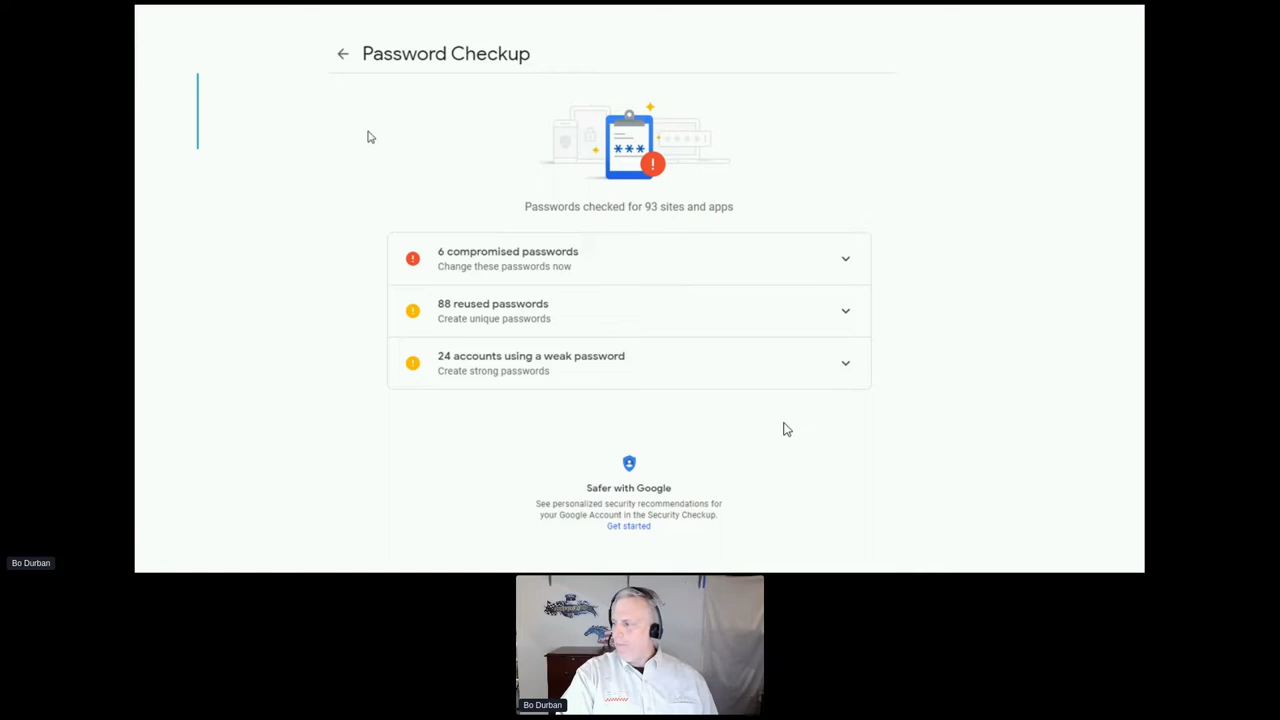 Password Checkup
Passwords checked for 93 sites and apps
6 compromised passwords
Change these passwords now
88 reused passwords
Create unique passwords
24 accounts using a weak password
Create strong passwords
Safer with Google
See personalized security recommendations for
your Google Account in the Security Checkup.
Get started
Bo Durban
Bo Durban